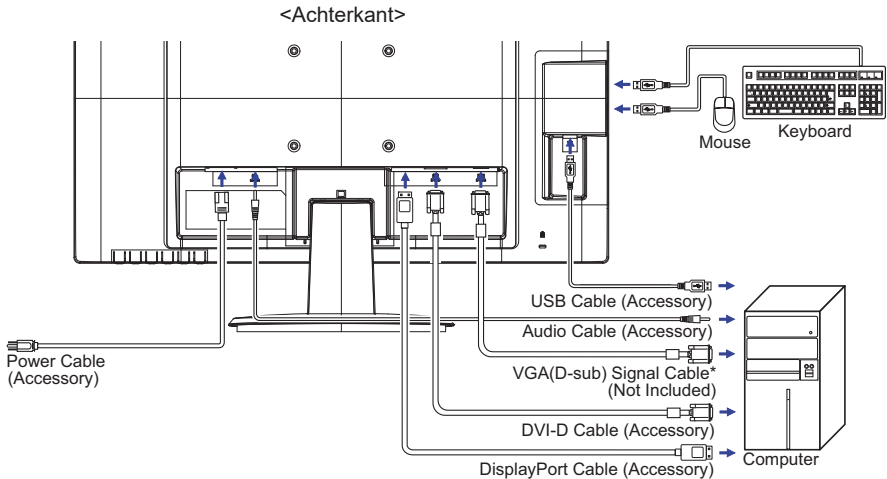 <Achterkant>
Mouse
Keyboard
USB Cable (Accessory)
Audio Cable (Accessory)
Power Cable
(Accessory)
VGA(D-sub) Signal Cable*
(Not Included)
DVI-D Cable (Accessory)
DisplayPort Cable (Accessory)
Computer